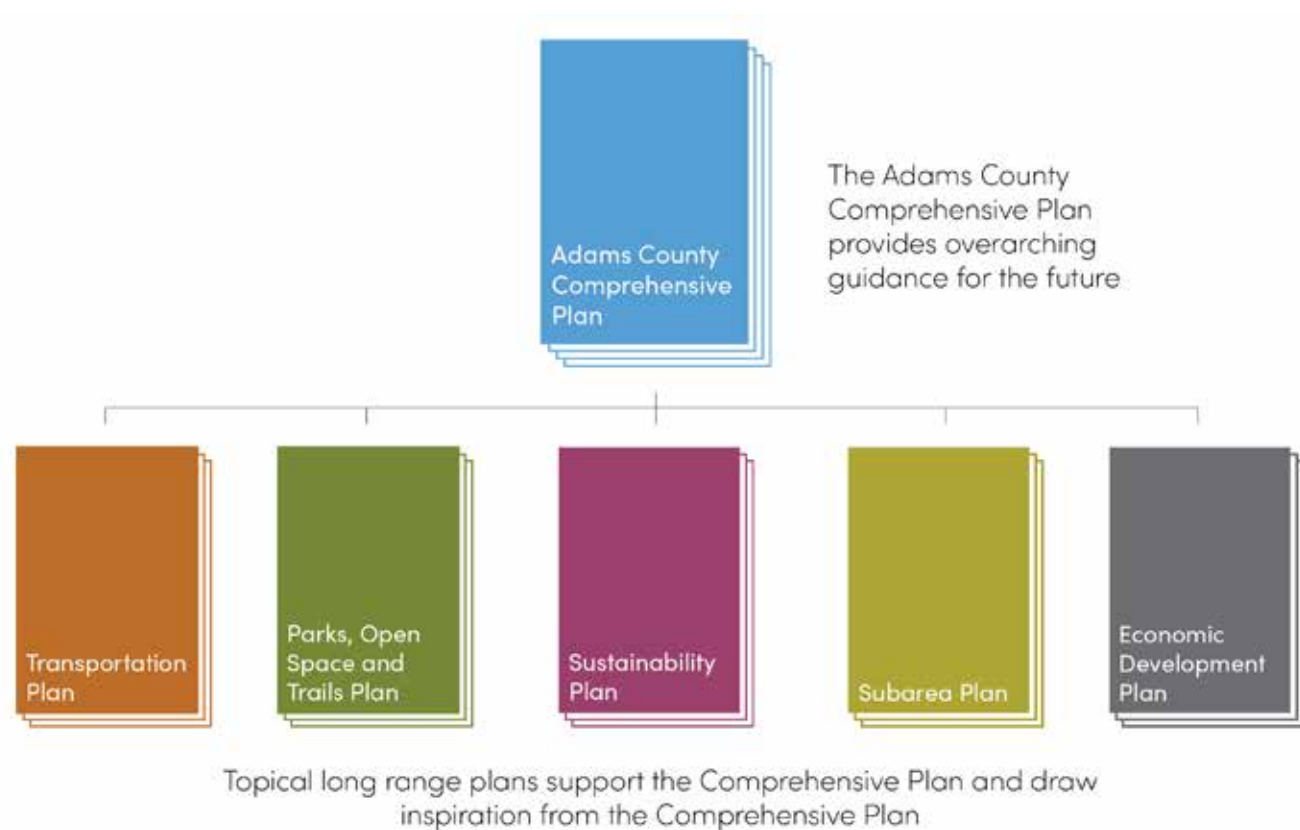 Adams County
Comprehensive
Plan
The Adams County
Comprehensive Plan
provides overarching
guidance for the future
Transportation
Plan
Parks, Open
Space and
Trails Plan
Sustainability
Plan
Subarea Plan
Economic
Development
Plan
Topical long range plans support the Comprehensive Plan and draw
inspiration from the Comprehensive Plan